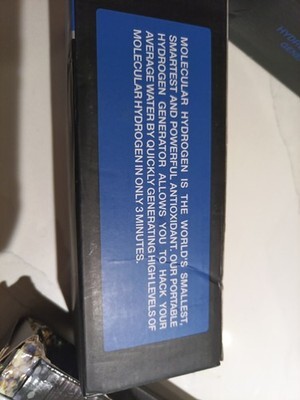 MOLECULAR HYDROGEN IS THE WORLD'S SMALLEST,
SMARTEST AND POWERFUL ANTIOXIDANT. OUR PORTABLE
HYDROGEN GENERATOR ALLOWS YOU TO HACK YOUR
AVERAGE WATER BY QUICKLY GENERATING HIGH LEVELS OF
MOLECULAR HYDROGEN IN ONLY 3 MINUTES.